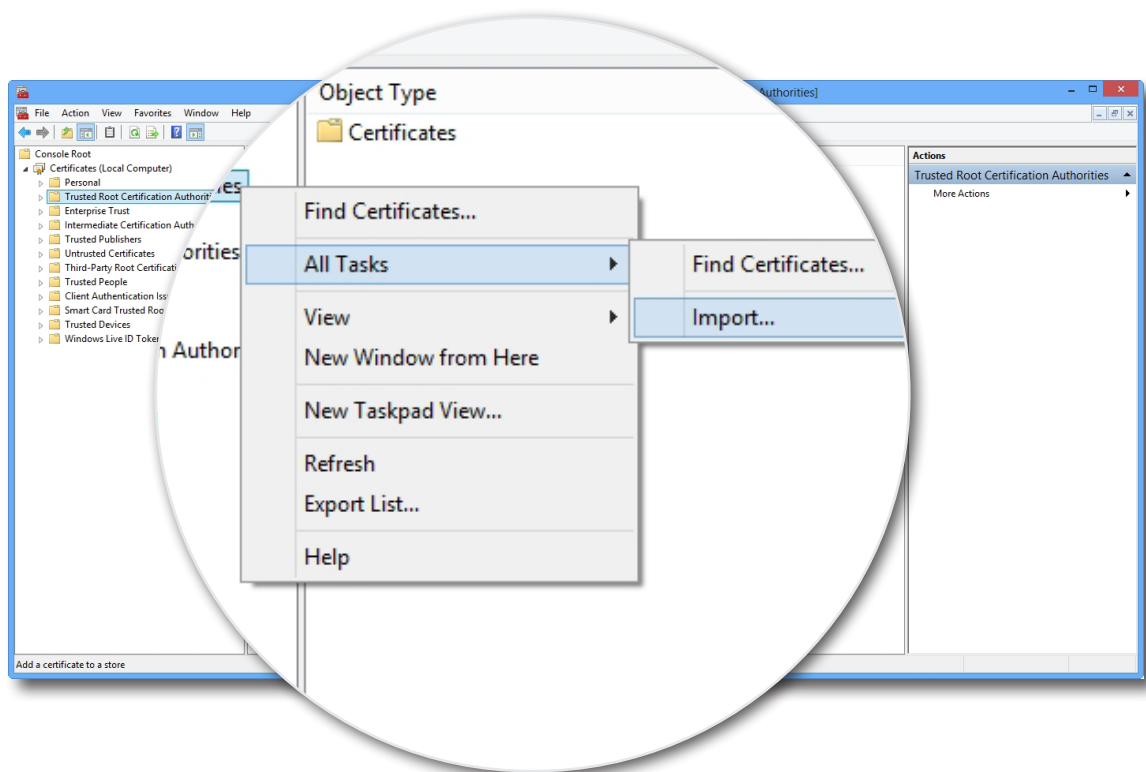 Authorities]
File Action View Favorites Window Help
Console Root
Certificates (Local Computer)
Personal
Trusted Root Certification Authorit
Enterprise Trust
Intermediate Certification Auth
Trusted Publishers
Untrusted Certificates
Third-Party Root Certificati
Trusted People
Client Authentication Iss
Smart Card Trusted Roo
Trusted Devices
Windows Live ID Token
Object Type
Certificates
ies
orities
n Author
Find Certificates...
All Tasks
View
New Window from Here
New Taskpad View...
Refresh
Export List...
Help
Find Certificates...
Import...
Actions
Trusted Root Certification Authorities
More Actions
Add a certificate to a store